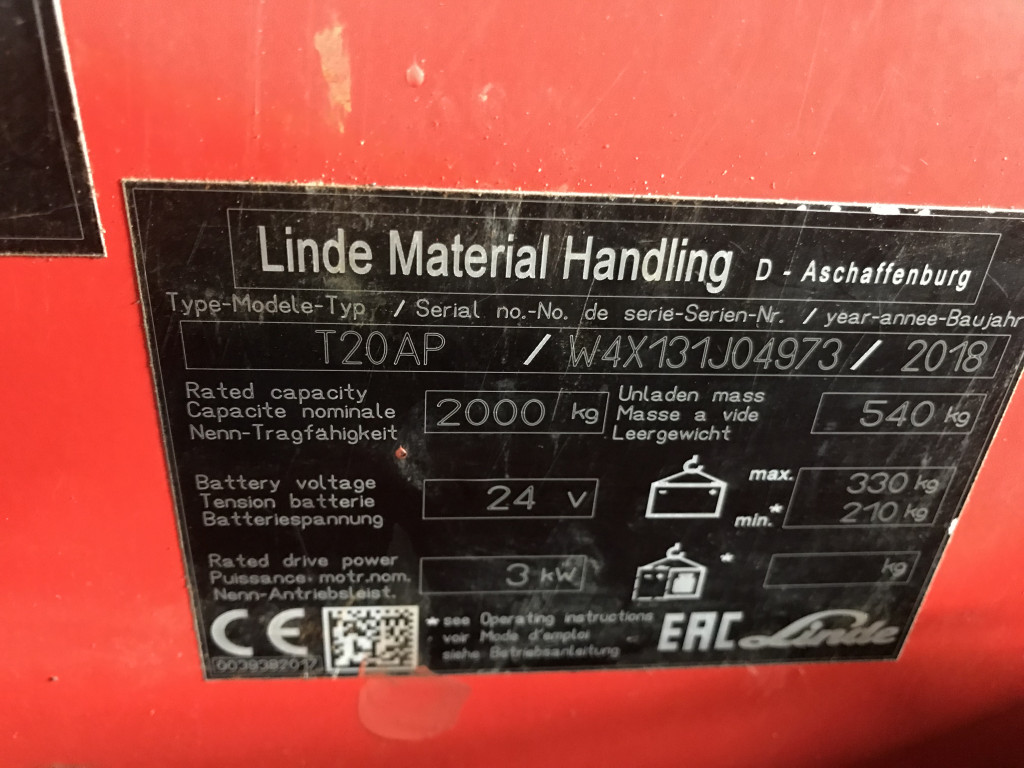 Linde Material Handling D - Aschaffenburg
Type-Modele-Typ / Serial no.-No. de serie-Serien-Nr. / year-annee-Baujahr
T20AP / W4X131J04973 / 2018
Rated capacity
Capacite nominale
Nenn-Tragfähigkeit
2000 kg
Unladen mass
Masse a vide
Leergewicht
540 kg
Battery voltage
Tension batterie
Batteriespannung
24 V
max. 330 kg
min.* 210 kg
Rated drive power
Puissance motr.nom.
Nenn-Antriebsleist.
3 kW
* kg
CE
0039382017
*see Operating instructions
voir Mode d'emploi
siehe Betriebsanleitung
EAC Linde